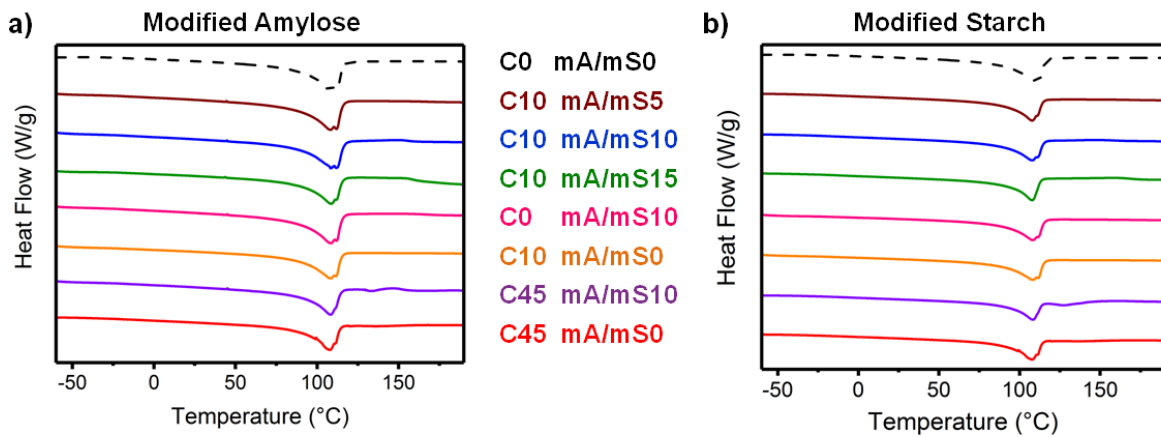 a)
Modified Amylose
Heat Flow (W/g)
-50 0 50 100 150
Temperature (°C)
C0 mA/mS0
C10 mA/mS5
C10 mA/mS10
C10 mA/mS15
C0 mA/mS10
C10 mA/mS0
C45 mA/mS10
C45 mA/mS0
b)
Modified Starch
Heat Flow (W/g)
-50 0 50 100 150
Temperature (°C)